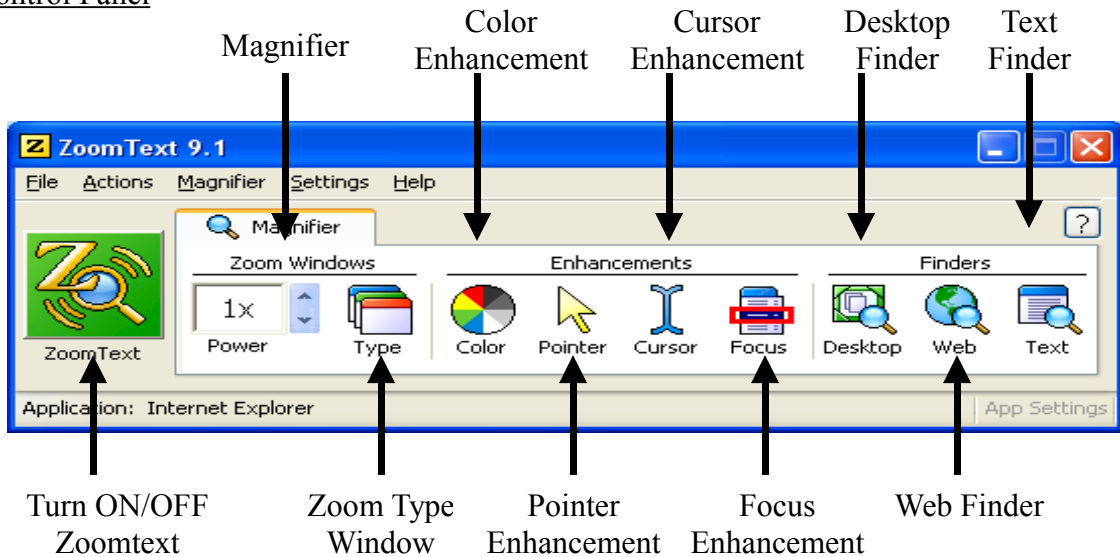 ontrol Panel
Magnifier
Color
Enhancement
Cursor
Enhancement
Desktop
Finder
Text
Finder
Z ZoomText 9.1
File Actions Magnifier Settings Help
Magnifier
?
Zoom Windows
Enhancements
Finders
Z
1x
ZoomText
Power
Type
Color
Pointer
Cursor
Focus
Desktop
Web
Text
Application: Internet Explorer
App Settings
Turn ON/OFF
Zoomtext
Zoom Type
Window
Pointer
Enhancement
Focus
Enhancement
Web Finder